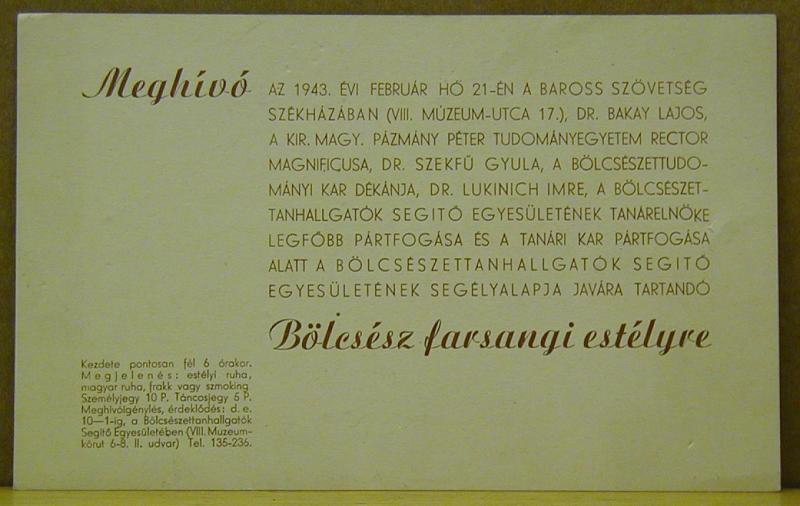 Meghívó
AZ 1943. ÉVI FEBRUÁR HÓ 21-ÉN A BAROSS SZÖVETSÉG
SZÉKHÁZÁBAN (VIII. MÚZEUM-UTCA 17.), DR. BAKAY LAJOS,
A KIR. MAGY. PÁZMÁNY PÉTER TUDOMÁNYEGYETEM RECTOR
MAGNIFICUSA, DR. SZEKFŰ GYULA, A BÖLCSÉSZETTUDO-
MÁNYI KAR DÉKÁNJA, DR. LUKINICH IMRE, A BÖLCSÉSZET-
TANHALLGATÓK SEGITŐ EGYESÜLETÉNEK TANÁRELNÖKE
LEGFŐBB PÁRTFOGÁSA ÉS A TANÁRI KAR PÁRTFOGÁSA
ALATT A BÖLCSÉSZETTANHALLGATÓK SEGITŐ
EGYESÜLETÉNEK SEGÉLYALAPJA JAVÁRA TARTANDÓ
Bölcsész farsangi estélyre
Kezdete pontosan fél 6 órakor.
Megjelenés: estélyi ruha,
magyar ruha, frakk vagy szmoking
Személyjegy 10 P. Táncosjegy 5 P.
Meghívóigénylés, érdeklődés: d. e.
10—1-ig, a Bölcsészettanhallgatók
Segitő Egyesületében (VIII. Múzeum-
körut 6-8. II. udvar) Tel. 135-236.